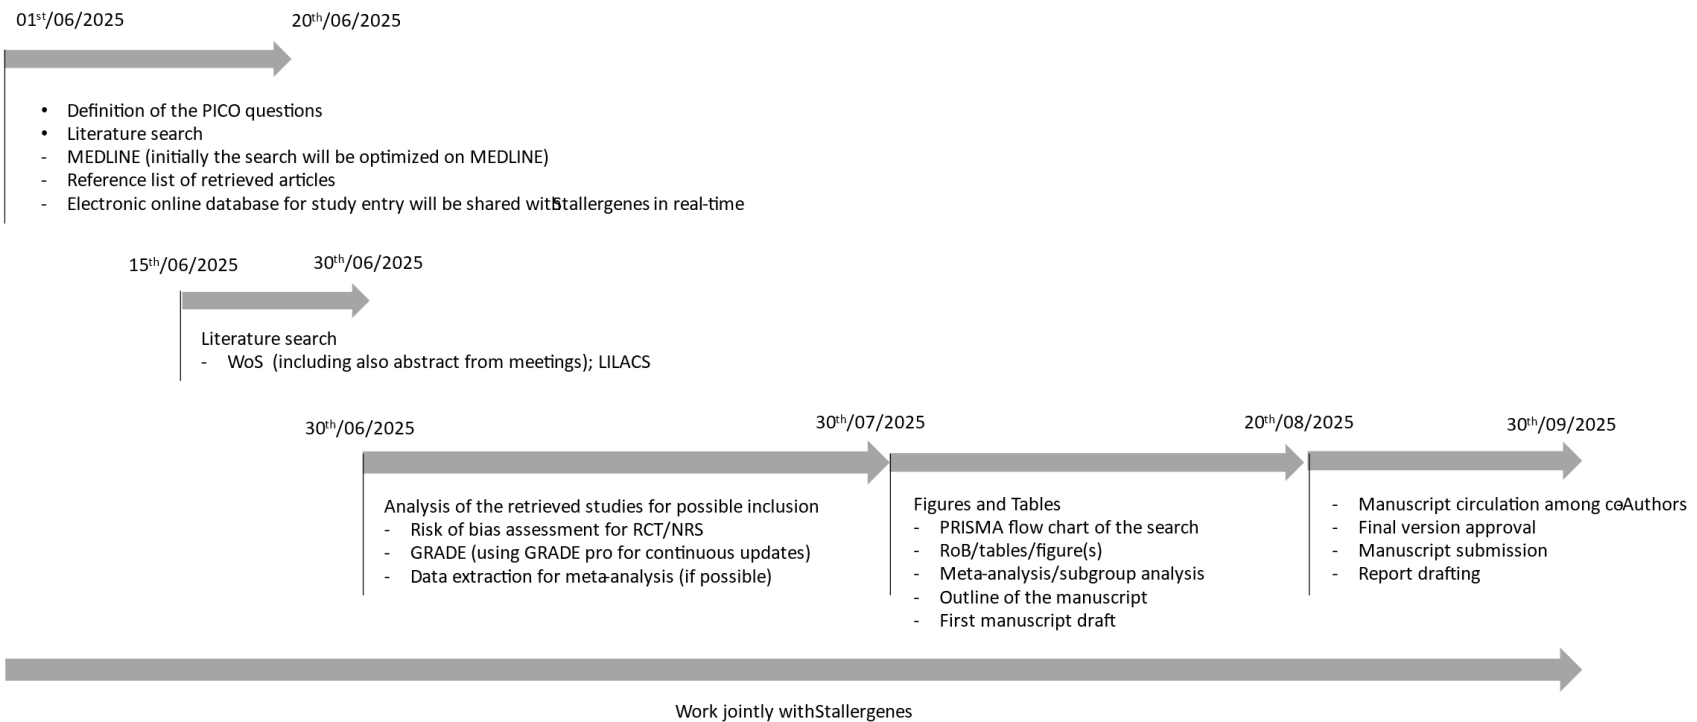 01st/06/2025
20th/06/2025
• Definition of the PICO questions
• Literature search
- MEDLINE (initially the search will be optimized on MEDLINE)
- Reference list of retrieved articles
- Electronic online database for study entry will be shared with Stallergenes in real-time
15th/06/2025
30th/06/2025
Literature search
- WoS (including also abstract from meetings); LILACS
30th/06/2025
30th/07/2025
20th/08/2025
30th/09/2025
Analysis of the retrieved studies for possible inclusion
- Risk of bias assessment for RCT/NRS
- GRADE (using GRADE pro for continuous updates)
- Data extraction for meta-analysis (if possible)
Figures and Tables
- PRISMA flow chart of the search
- RoB/tables/figure(s)
- Meta-analysis/subgroup analysis
- Outline of the manuscript
- First manuscript draft
- Manuscript circulation among co-Authors
- Final version approval
- Manuscript submission
- Report drafting
Work jointly with Stallergenes